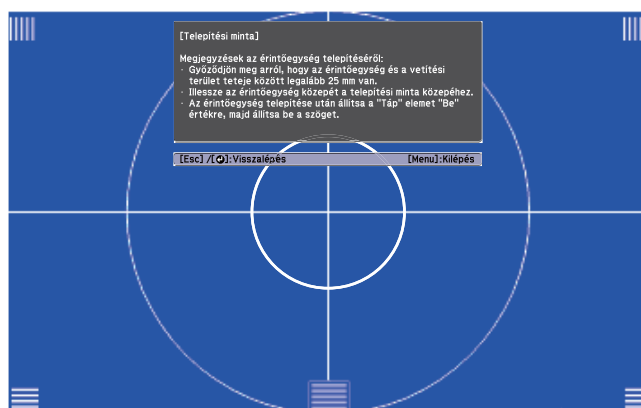 [Telepítési minta]
Megjegyzések az érintőegység telepítéséről:
· Győződjön meg arról, hogy az érintőegység és a vetítési
terület teteje között legalább 25 mm van.
· Illessze az érintőegység közepét a telepítési minta közepéhez.
· Az érintőegység telepítése után állítsa a "Táp" elemet "Be"
értékre, majd állítsa be a szöget.
[Esc] /[⏎]:Visszalépés [Menu]:Kilépés